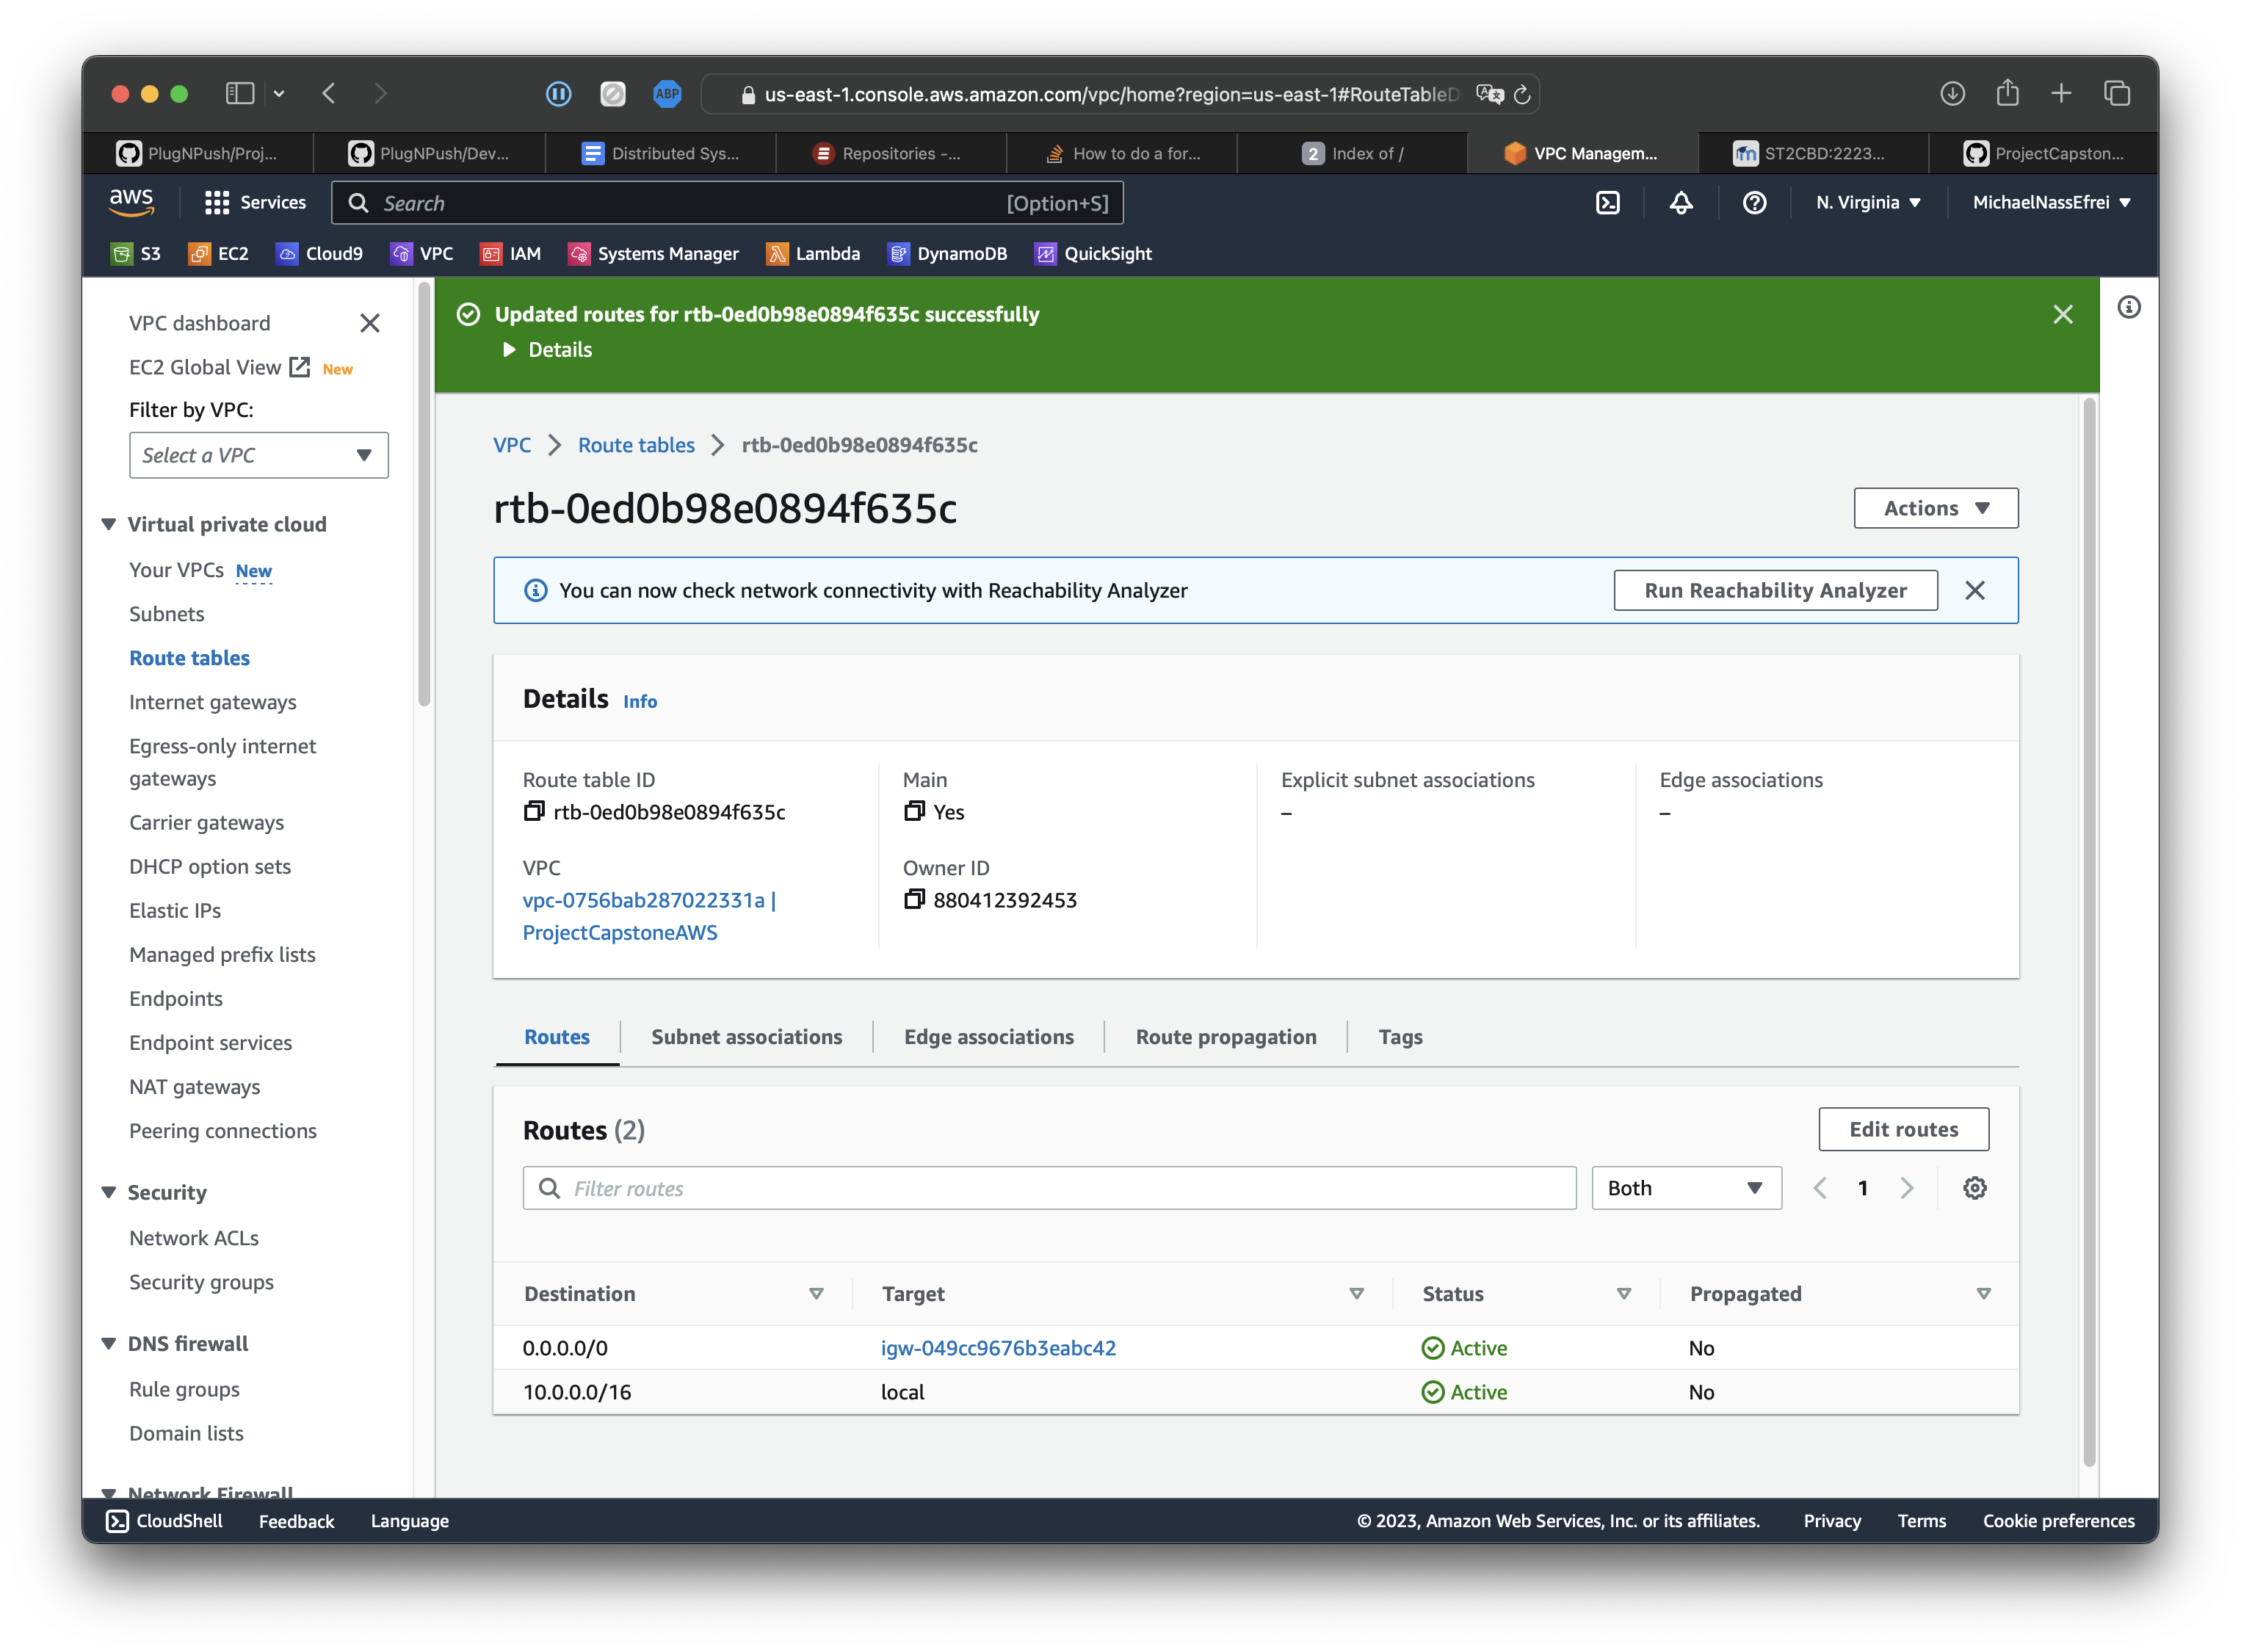 ABP
us-east-1.console.aws.amazon.com/vpc/home?region=us-east-1#RouteTableD
PlugNPush/Proj...
PlugNPush/Dev...
Distributed Sys...
Repositories -...
How to do a for...
2 Index of /
VPC Managem...
ST2CBD:2223...
ProjectCapston...
aws
Services
Search
[Option+S]
N. Virginia
MichaelNassEfrei
S3
EC2
Cloud9
VPC
IAM
Systems Manager
Lambda
DynamoDB
QuickSight
VPC dashboard
EC2 Global View New
Filter by VPC:
Select a VPC
Virtual private cloud
Your VPCs New
Subnets
Route tables
Internet gateways
Egress-only internet
gateways
Carrier gateways
DHCP option sets
Elastic IPs
Managed prefix lists
Endpoints
Endpoint services
NAT gateways
Peering connections
Security
Network ACLs
Security groups
DNS firewall
Rule groups
Domain lists
Network Firewall
Updated routes for rtb-0ed0b98e0894f635c successfully
Details
VPC
Route tables
rtb-0ed0b98e0894f635c
rtb-0ed0b98e0894f635c
Actions
You can now check network connectivity with Reachability Analyzer
Run Reachability Analyzer
Details Info
Route table ID
rtb-0ed0b98e0894f635c
Main
Yes
Explicit subnet associations
–
Edge associations
–
VPC
vpc-0756bab287022331a |
ProjectCapstoneAWS
Owner ID
880412392453
Routes
Subnet associations
Edge associations
Route propagation
Tags
Routes (2)
Edit routes
Filter routes
Both
1
Destination Target Status Propagated
0.0.0.0/0 igw-049cc9676b3eabc42 Active No
10.0.0.0/16 local Active No
CloudShell
Feedback
Language
© 2023, Amazon Web Services, Inc. or its affiliates.
Privacy
Terms
Cookie preferences